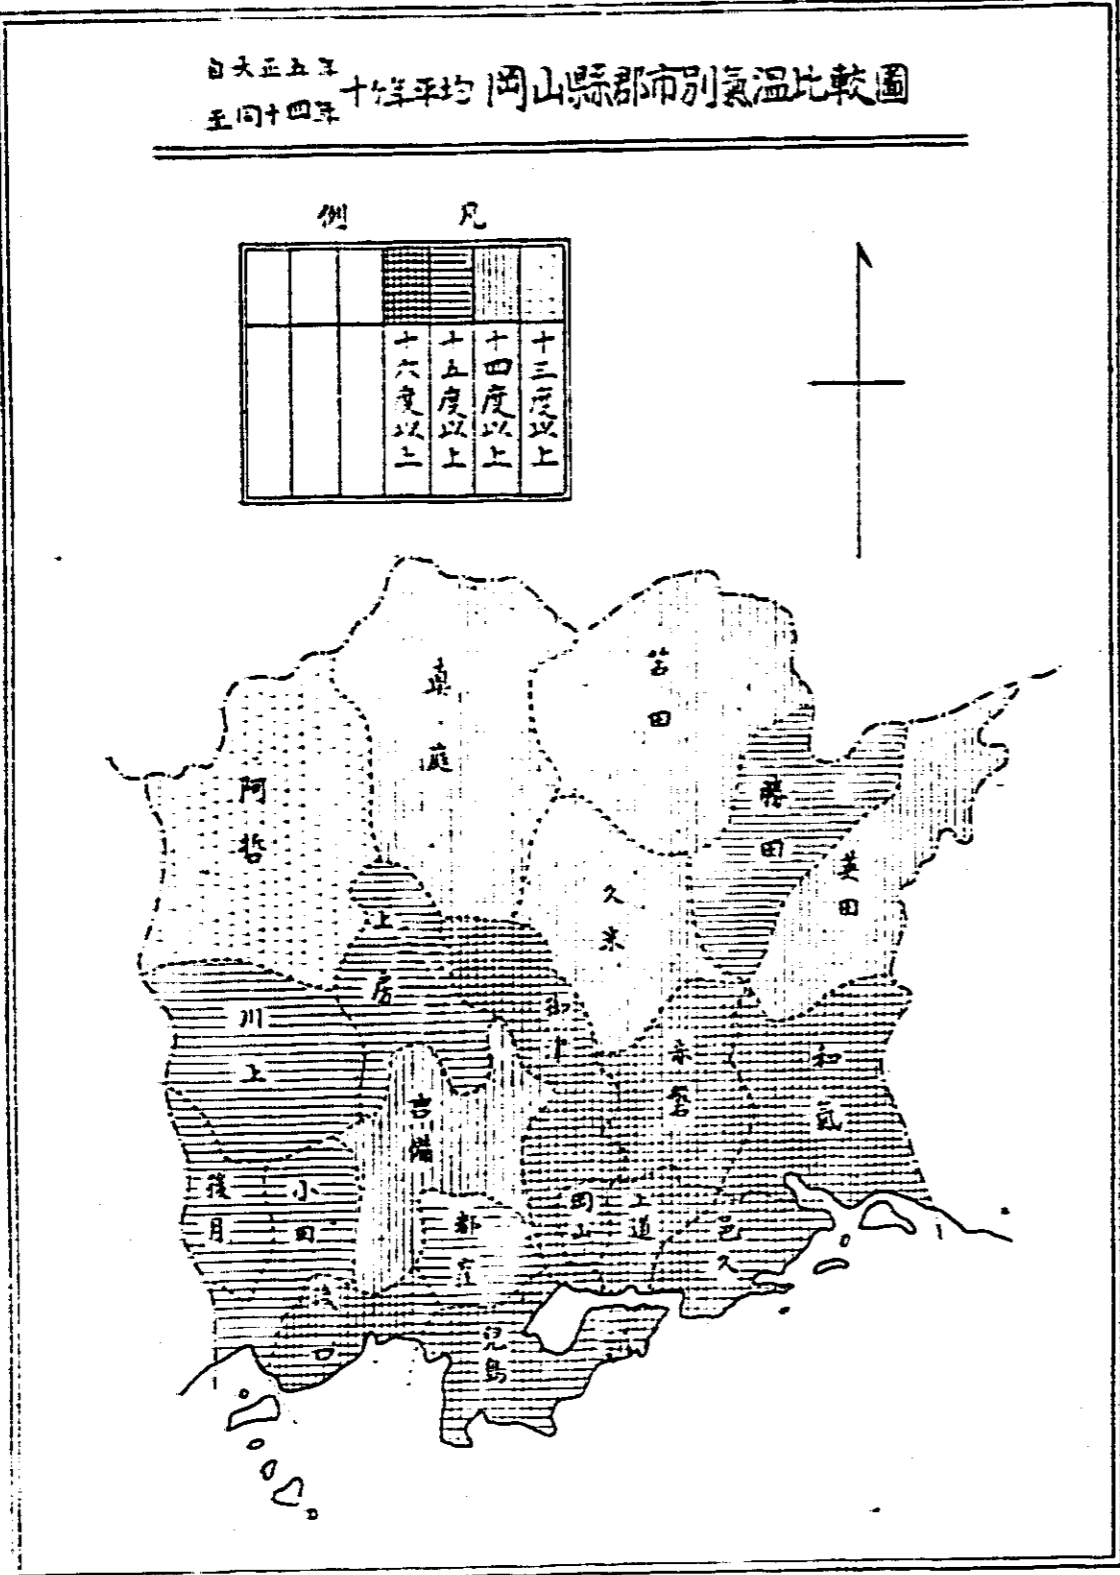 自大正五年
至同十四年
十ケ年平均 岡山縣郡市別氣温比較圖
凡例
十三度以上
十四度以上
十五度以上
十六度以上
真庭
苫田
阿哲
勝田
英田
久米
上房
川上
御津
赤磐
和氣
吉備
後月
小田
都窪
岡山
上道
邑久
浅口
児島